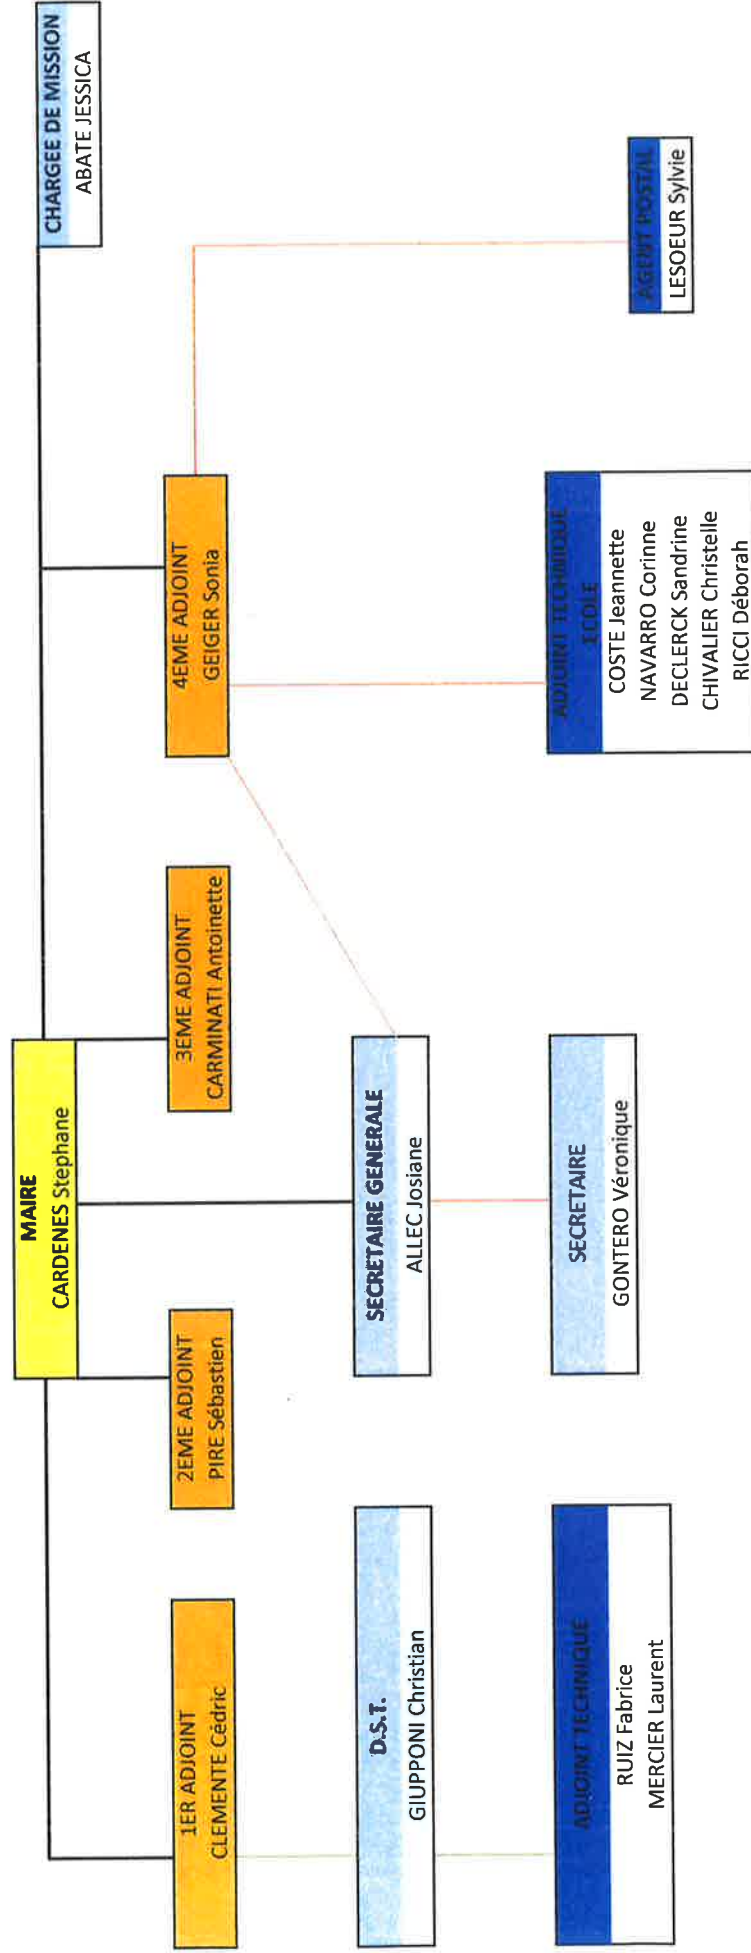 MAIRE
CARDENES Stephane
CHARGEE DE MISSION
ABATE JESSICA
1ER ADJOINT
CLEMENTE Cédric
2EME ADJOINT
PIRE Sébastien
3EME ADJOINT
CARMINATI Antoinette
4EME ADJOINT
GEIGER Sonia
D.S.T.
GIUPPONI Christian
SECRETAIRE GENERALE
ALLEC Josiane
ADJOINT TECHNIQUE
RUIZ Fabrice
MERCIER Laurent
SECRETAIRE
GONTERO Véronique
ADJOINT TECHNIQUE
ECOLE
COSTE Jeannette
NAVARRO Corinne
DECLERCK Sandrine
CHIVALIER Christelle
RICCI Déborah
AGENT POSTAL
LESOEUR Sylvie